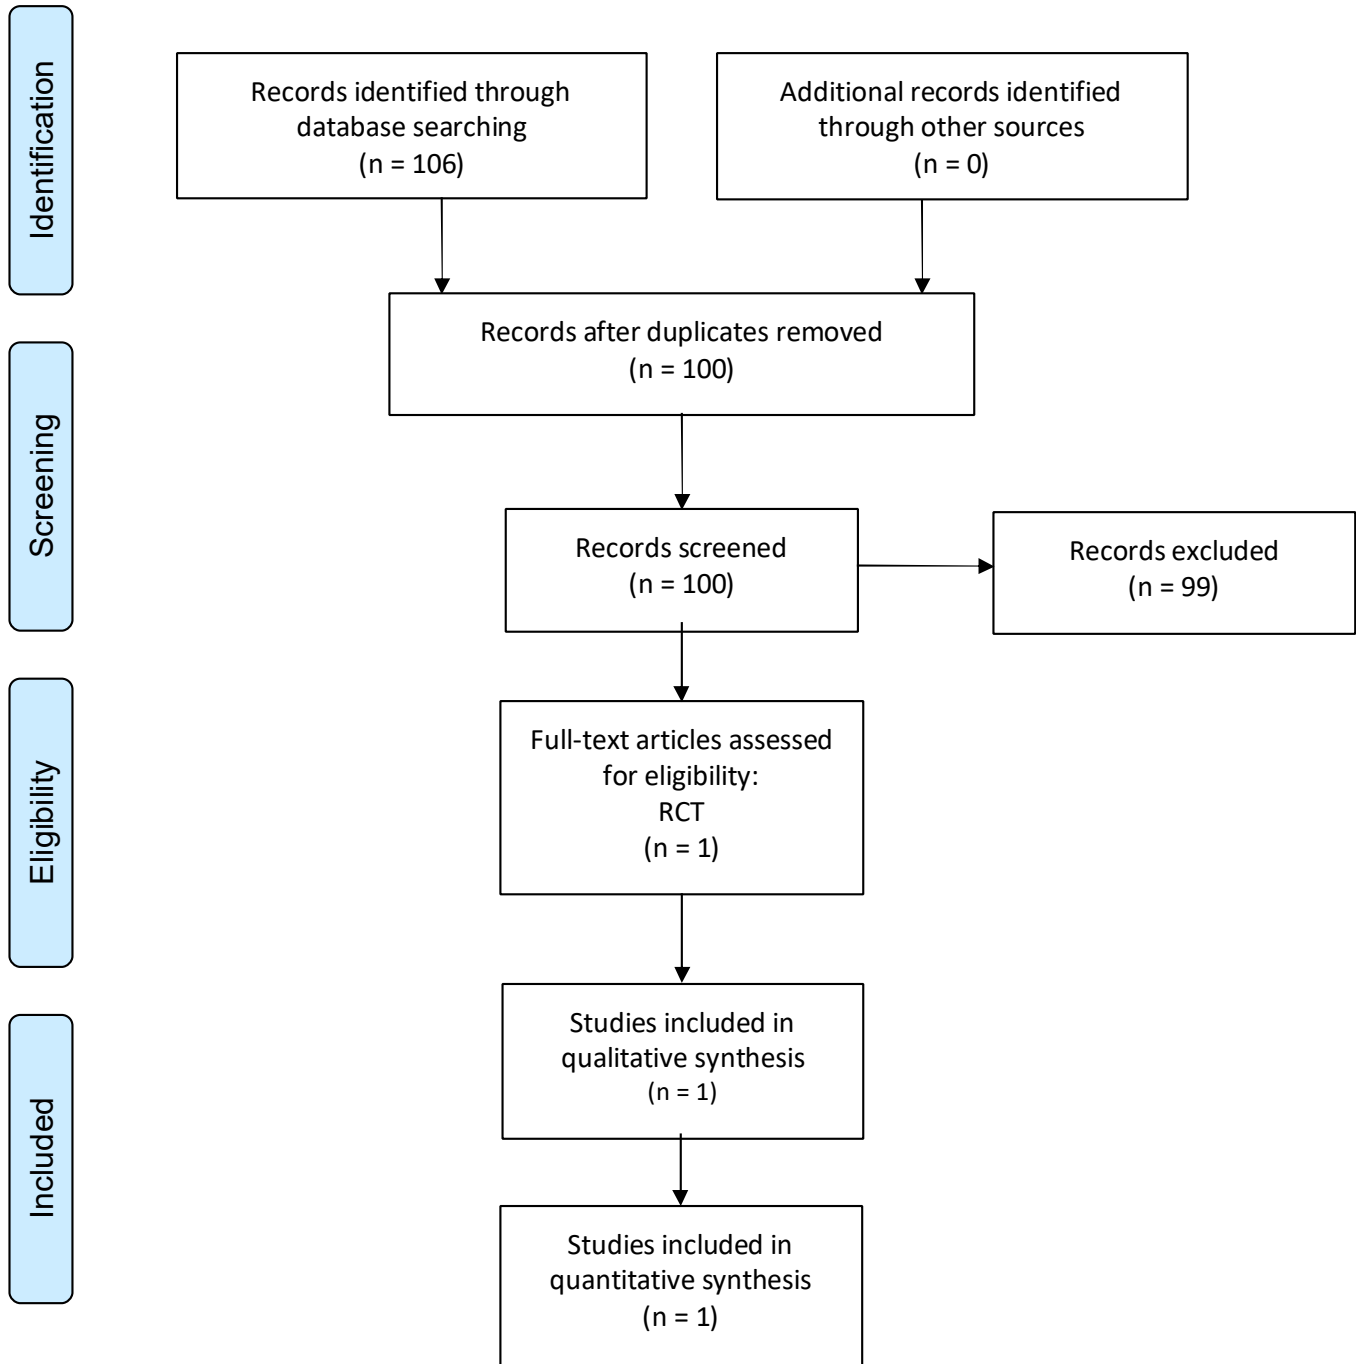 Identification
Records identified through
database searching
(n = 106)
Additional records identified
through other sources
(n = 0)
Records after duplicates removed
(n = 100)
Screening
Records screened
(n = 100)
Records excluded
(n = 99)
Eligibility
Full-text articles assessed
for eligibility:
RCT
(n = 1)
Included
Studies included in
qualitative synthesis
(n = 1)
Studies included in
quantitative synthesis
(n = 1)